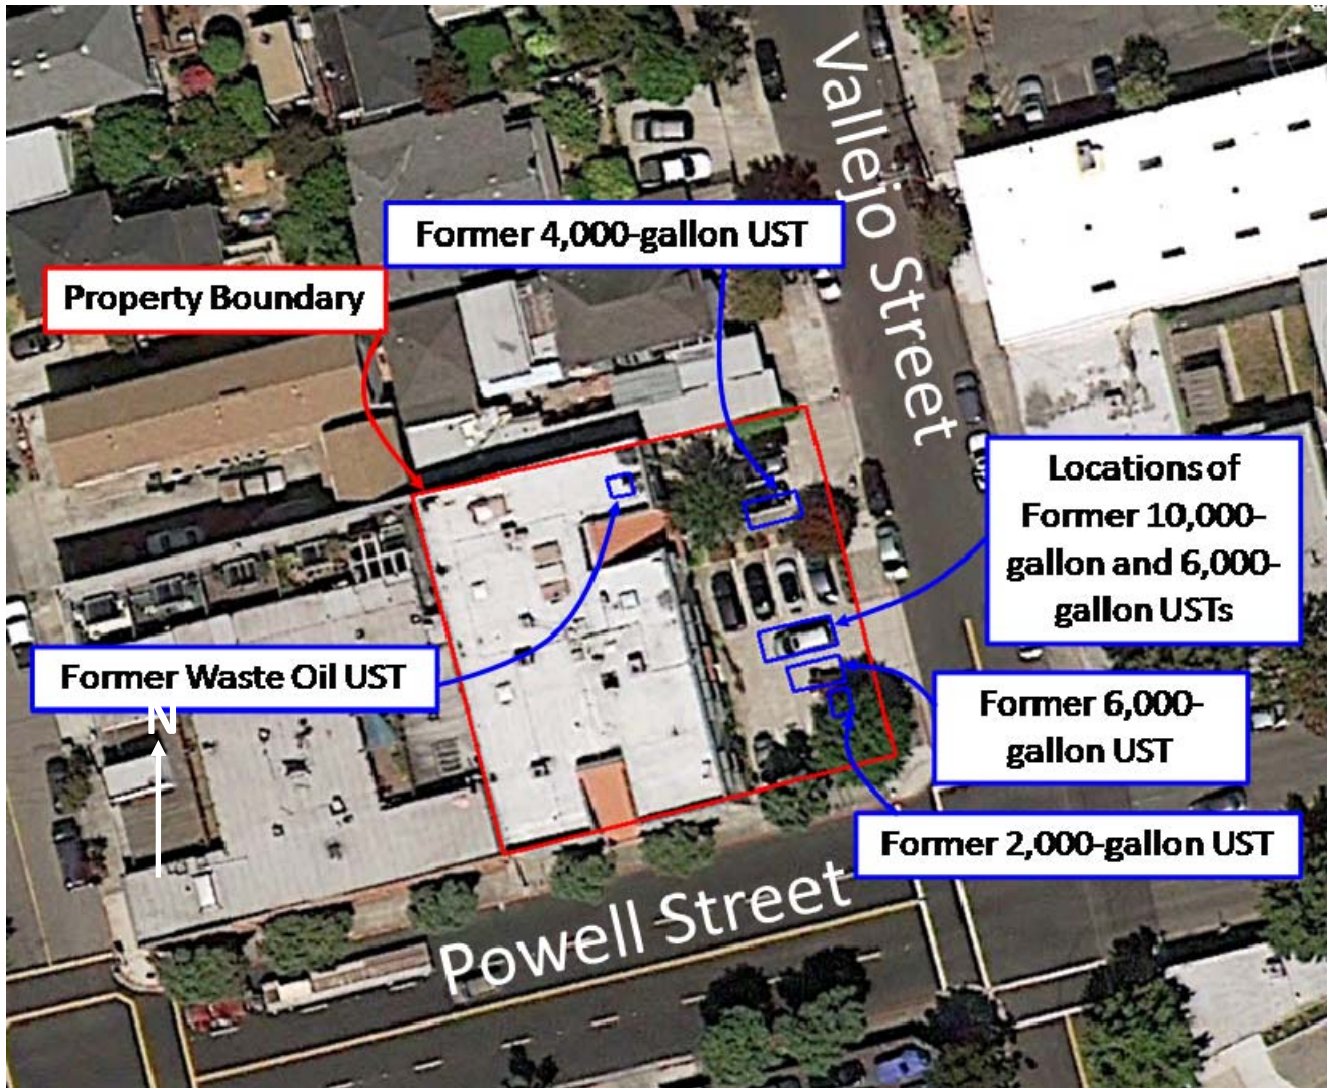 Vallejo Street
Former 4,000-gallon UST
Property Boundary
Locations of
Former 10,000-
gallon and 6,000-
gallon USTs
Former Waste Oil UST
N
Former 6,000-
gallon UST
Former 2,000-gallon UST
Powell Street